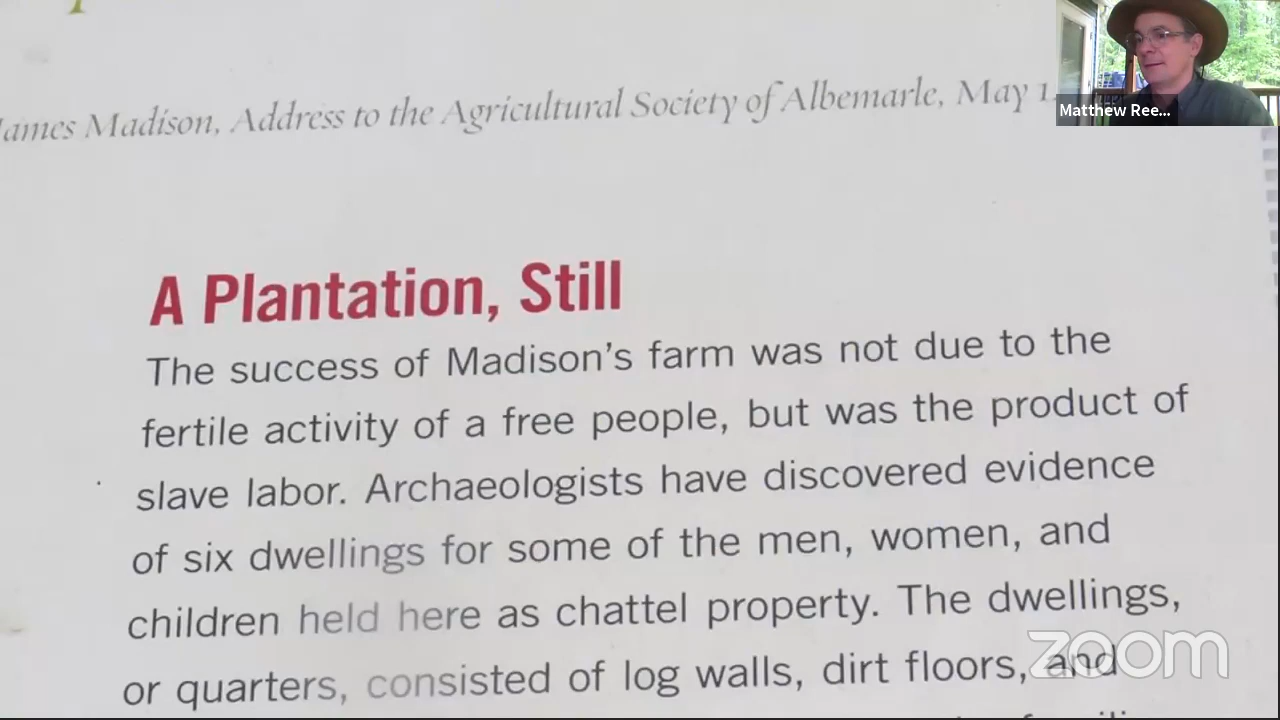 James Madison, Address to the Agricultural Society of Albemarle, May
Matthew Ree...
A Plantation, Still
The success of Madison's farm was not due to the
fertile activity of a free people, but was the product of
slave labor. Archaeologists have discovered evidence
of six dwellings for some of the men, women, and
children held here as chattel property. The dwellings,
or quarters, consisted of log walls, dirt floors, and
zoom